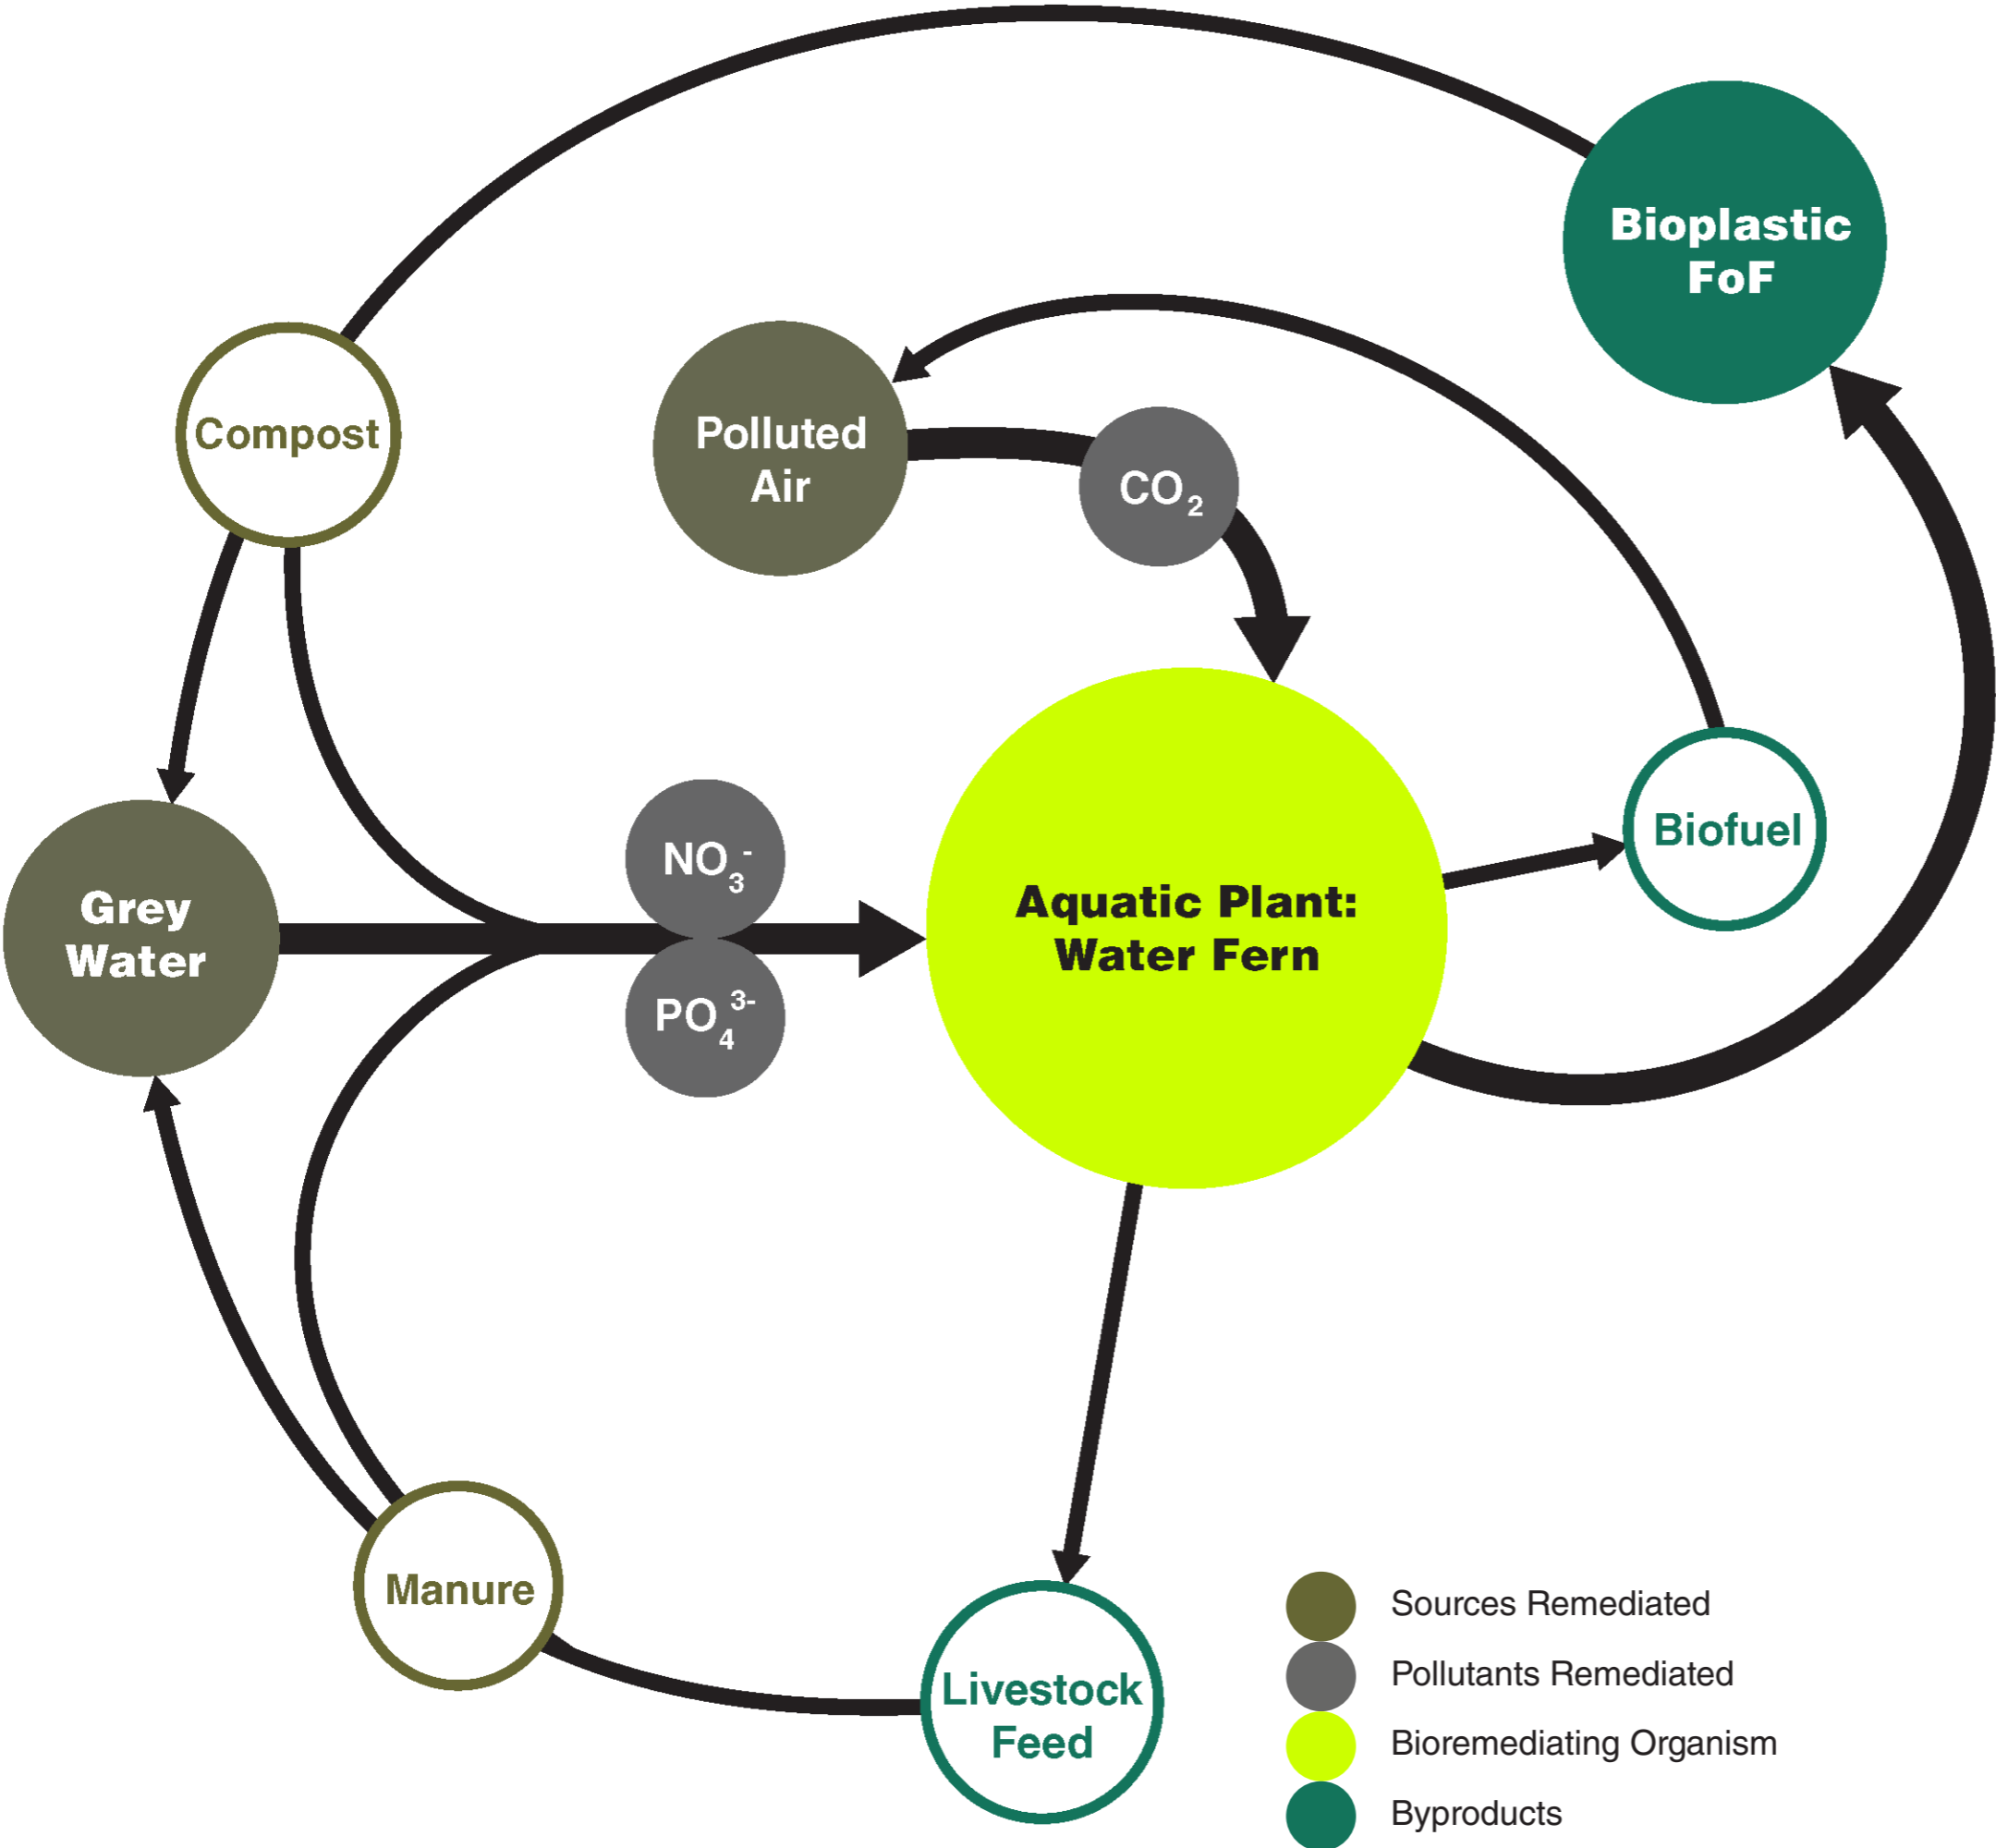 Bioplastic
FoF
Compost
Polluted
Air
CO₂
NO₃⁻
PO₄³⁻
Grey
Water
Aquatic Plant:
Water Fern
Biofuel
Manure
Livestock
Feed
Sources Remediated
Pollutants Remediated
Bioremediating Organism
Byproducts